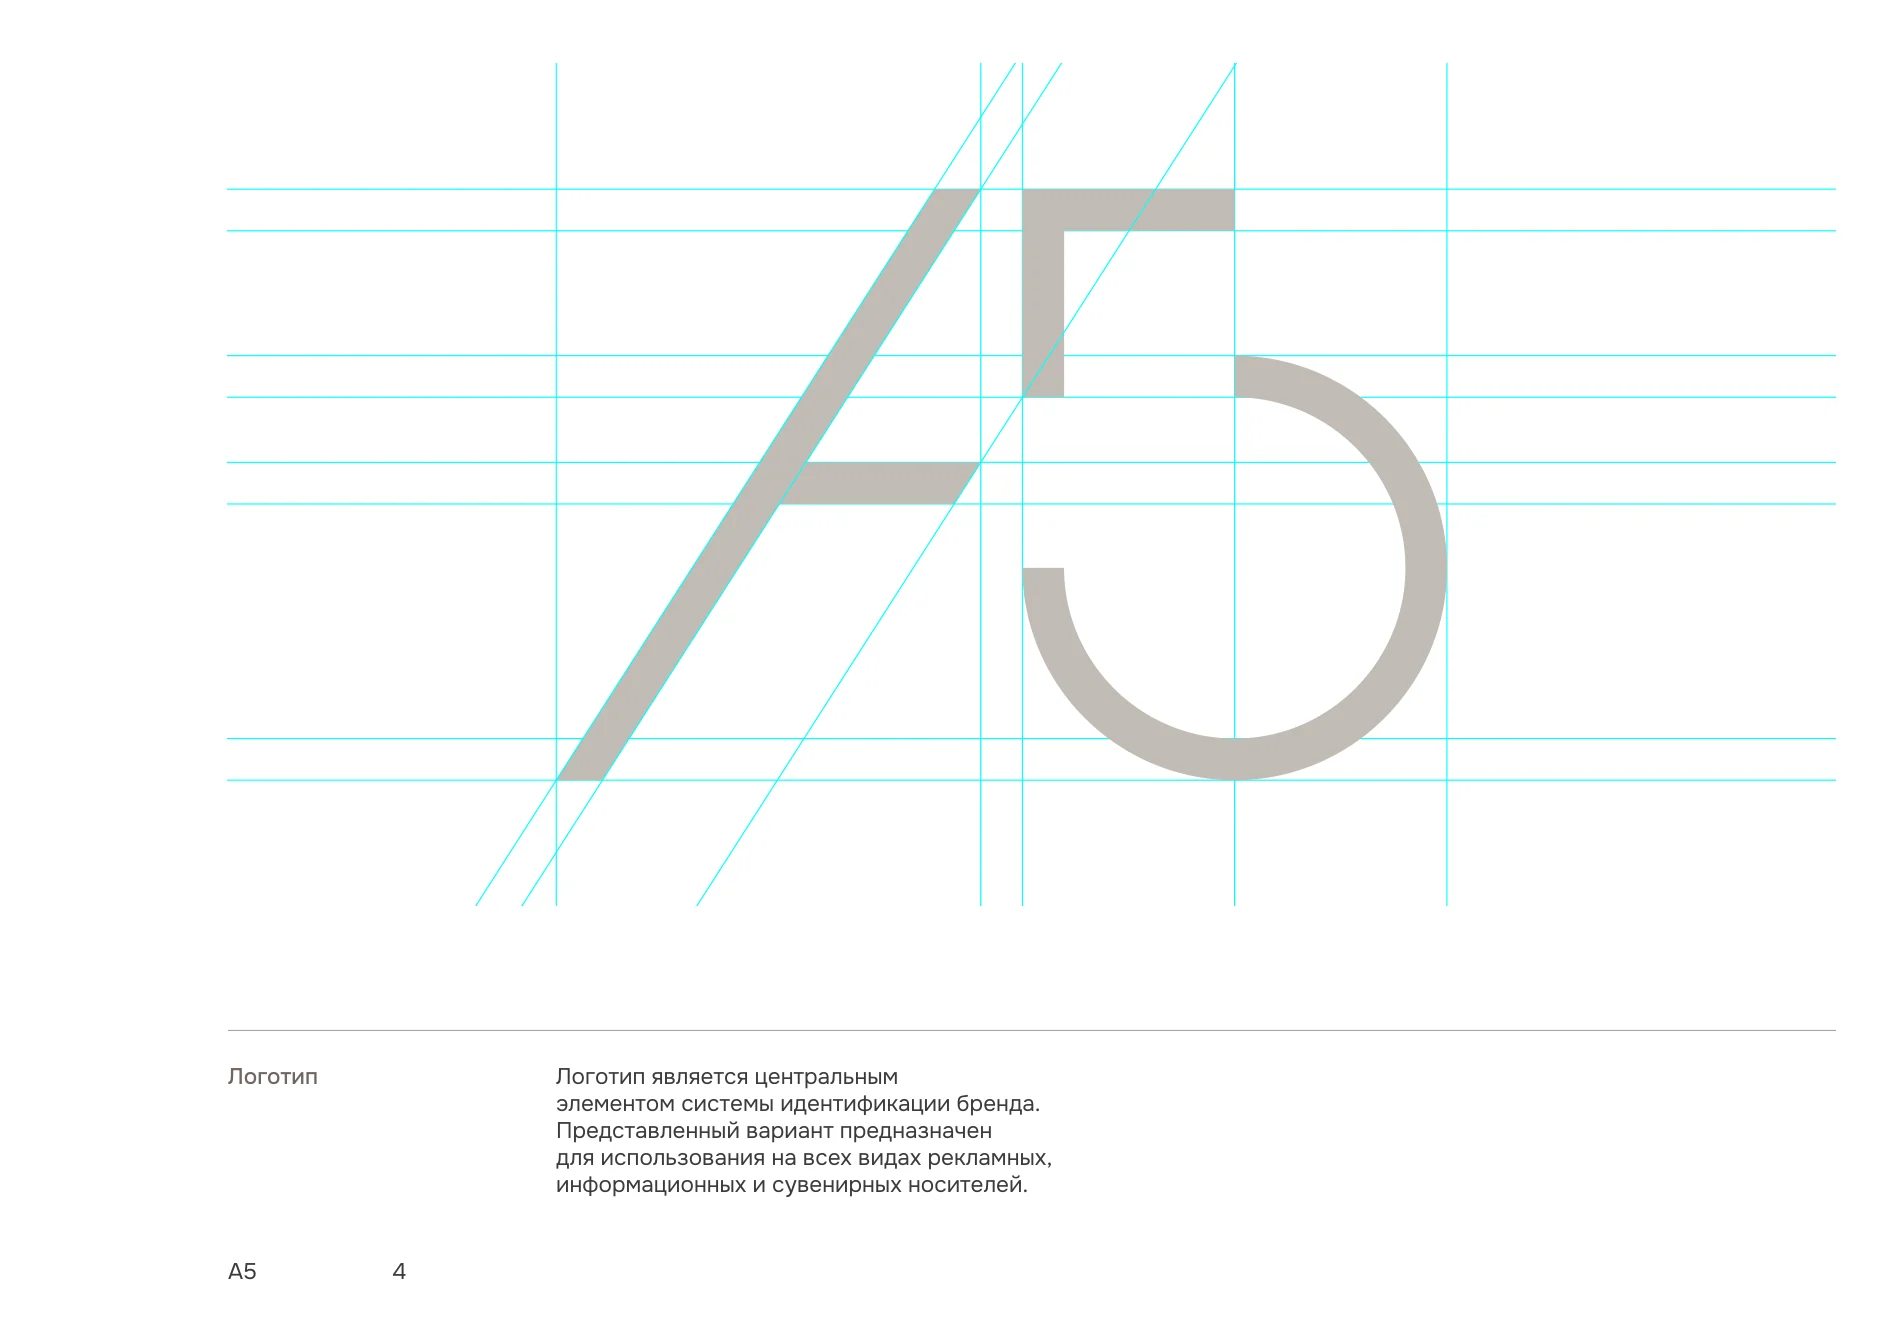 A5
Логотип
Логотип является центральным
элементом системы идентификации бренда.
Представленный вариант предназначен
для использования на всех видах рекламных,
информационных и сувенирных носителей.
A5
4